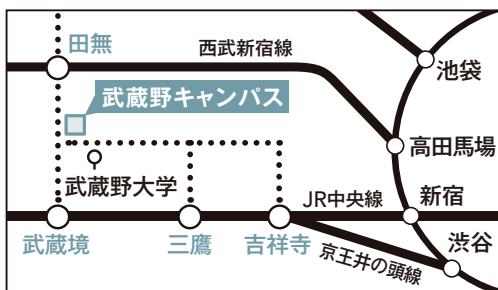 田無
西武新宿線
池袋
武蔵野キャンパス
高田馬場
武蔵野大学
JR中央線
新宿
武蔵境
三鷹
吉祥寺
京王井の頭線
渋谷